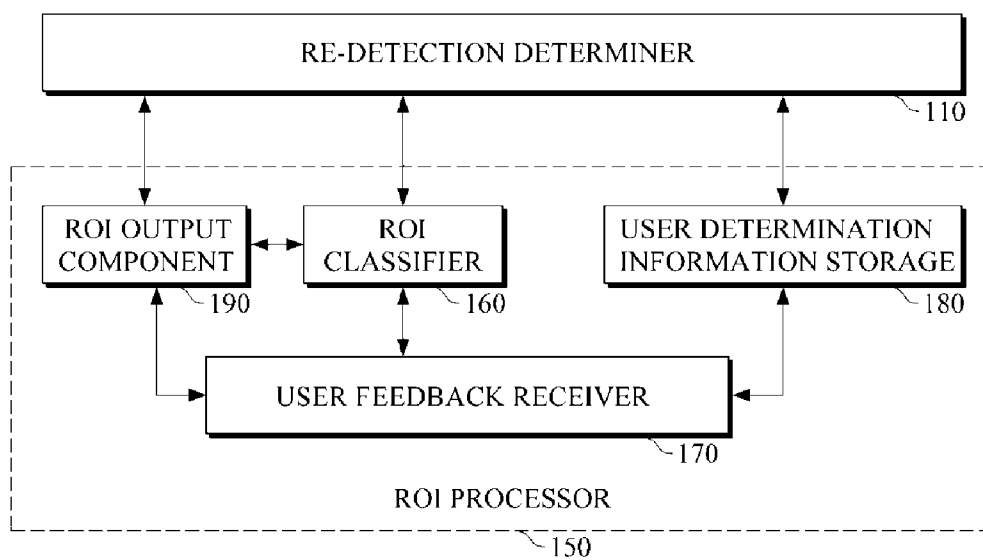 RE-DETECTION DETERMINER
110
ROI OUTPUT
COMPONENT
190
ROI
CLASSIFIER
160
USER DETERMINATION
INFORMATION STORAGE
180
USER FEEDBACK RECEIVER
170
ROI PROCESSOR
150